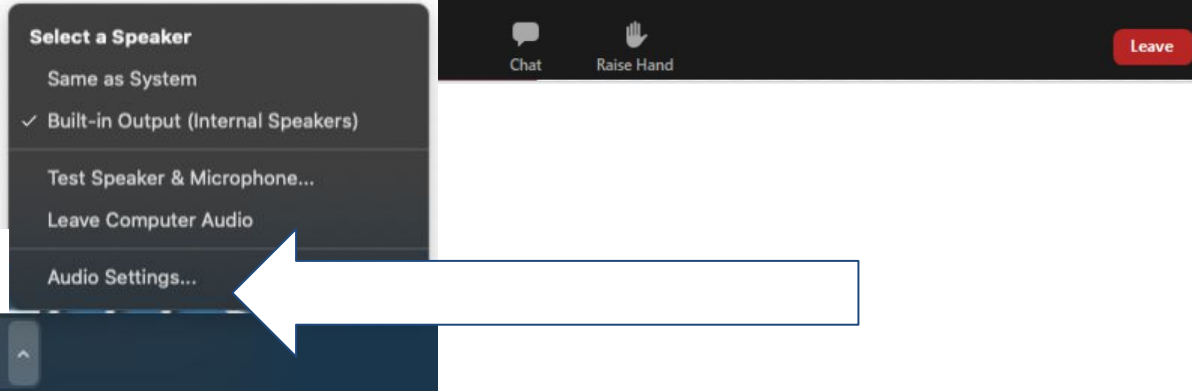 Select a Speaker
Same as System
✓ Built-in Output (Internal Speakers)
Test Speaker & Microphone...
Leave Computer Audio
Audio Settings...
Chat
Raise Hand
Leave